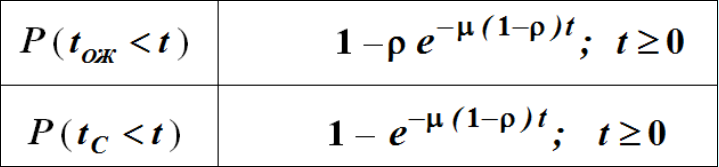 P(t_ож < t) 1 – ρ e^{–μ(1–ρ)t}; t ≥ 0
P(t_C < t) 1 – e^{–μ(1–ρ)t}; t ≥ 0